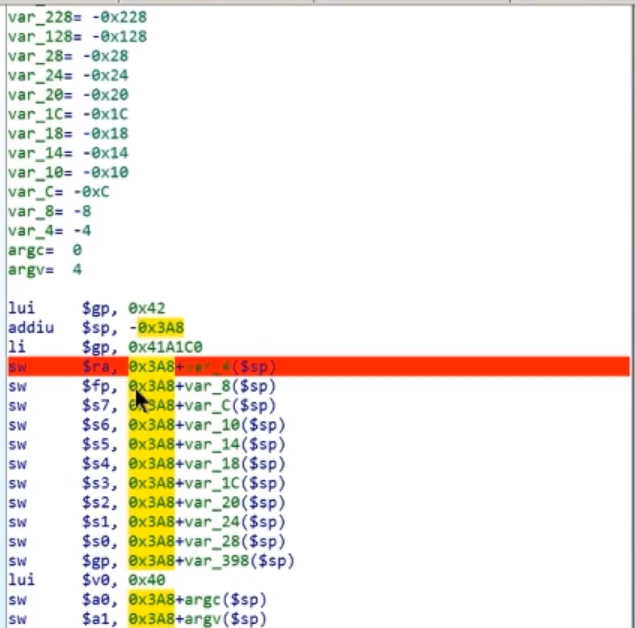 var_228= -0x228
var_128= -0x128
var_28= -0x28
var_24= -0x24
var_20= -0x20
var_1C= -0x1C
var_18= -0x18
var_14= -0x14
var_10= -0x10
var_C= -0xC
var_8= -8
var_4= -4
argc= 0
argv= 4
lui $gp, 0x42
addiu $sp, -0x3A8
li $gp, 0x41A1C0
sw $ra, 0x3A8+var_4($sp)
sw $fp, 0x3A8+var_8($sp)
sw $s7, 0x3A8+var_C($sp)
sw $s6, 0x3A8+var_10($sp)
sw $s5, 0x3A8+var_14($sp)
sw $s4, 0x3A8+var_18($sp)
sw $s3, 0x3A8+var_1C($sp)
sw $s2, 0x3A8+var_20($sp)
sw $s1, 0x3A8+var_24($sp)
sw $s0, 0x3A8+var_28($sp)
sw $gp, 0x3A8+var_398($sp)
lui $v0, 0x40
sw $a0, 0x3A8+argc($sp)
sw $a1, 0x3A8+argv($sp)